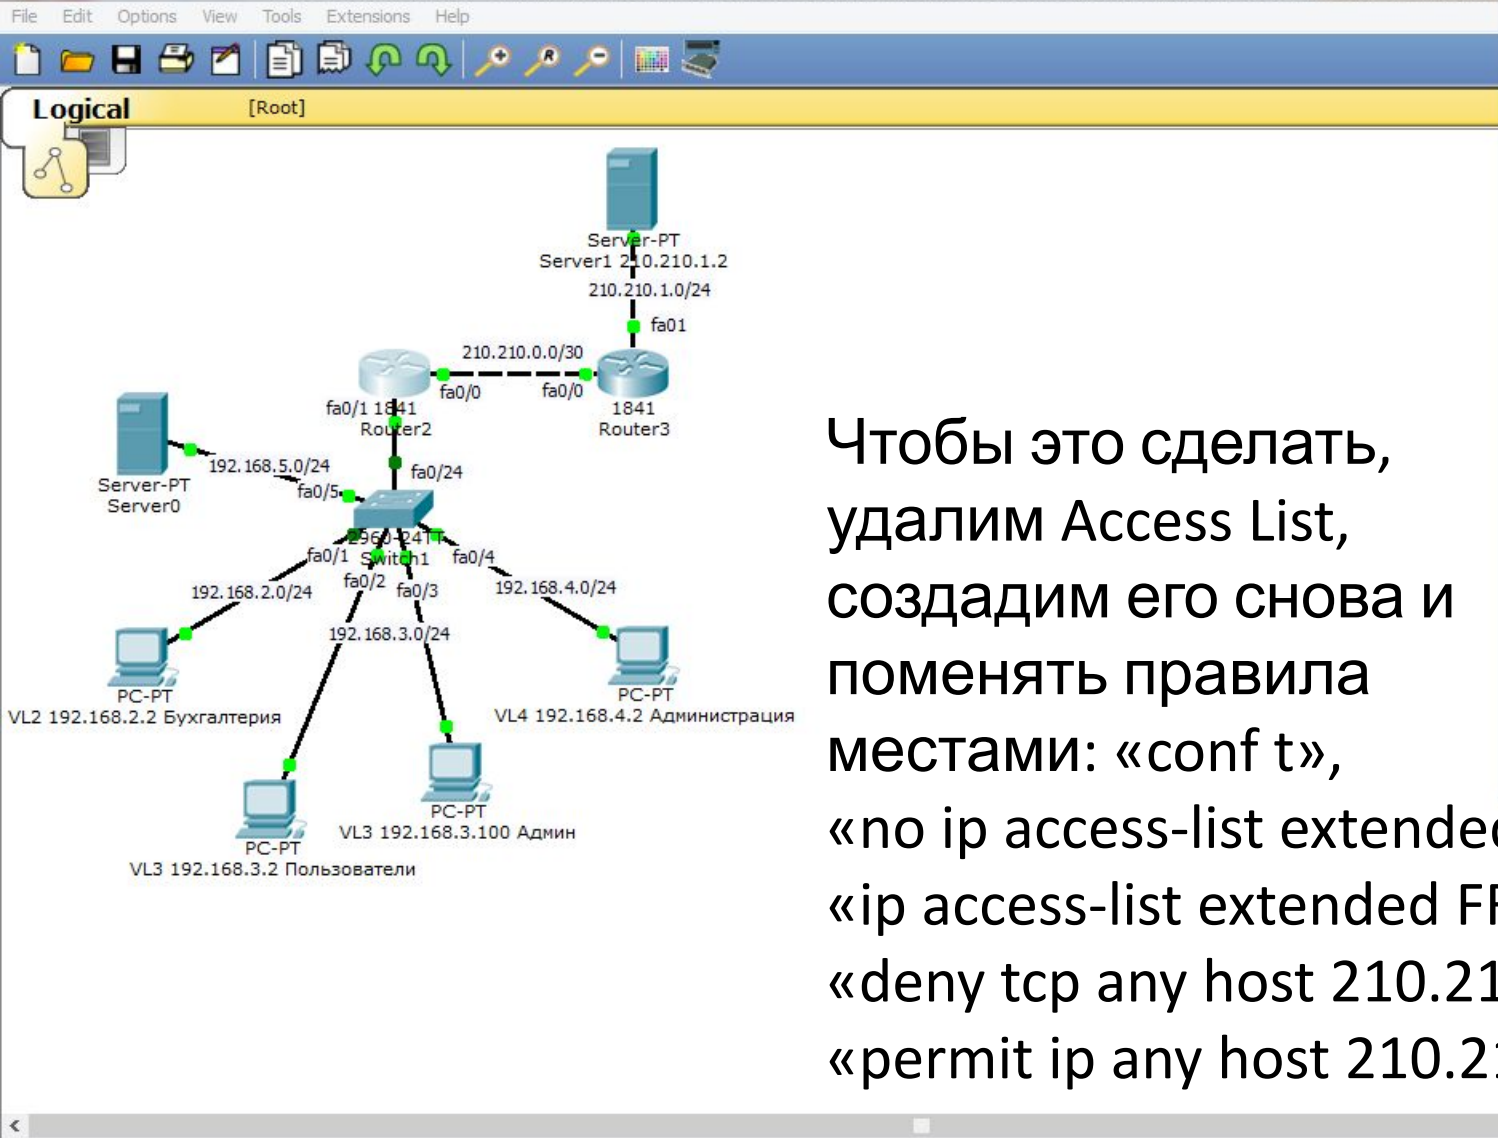 File Edit Options View Tools Extensions Help
Logical [Root]
Server-PT
Server1 210.210.1.2
210.210.1.0/24
fa01
210.210.0.0/30
fa0/0 fa0/0
fa0/1 1841
Router2
1841
Router3
192.168.5.0/24
fa0/24
Server-PT
Server0
fa0/5
2960-24TT
Switch1
fa0/1
fa0/4
fa0/2
fa0/3
192.168.2.0/24
192.168.4.0/24
192.168.3.0/24
PC-PT
VL2 192.168.2.2 Бухгалтерия
PC-PT
VL4 192.168.4.2 Администрация
PC-PT
VL3 192.168.3.100 Админ
PC-PT
VL3 192.168.3.2 Пользователи
Чтобы это сделать,
удалим Access List,
создадим его снова и
поменять правила
местами: «conf t»,
«no ip access-list extended
«ip access-list extended
«deny tcp any host
«permit ip any host